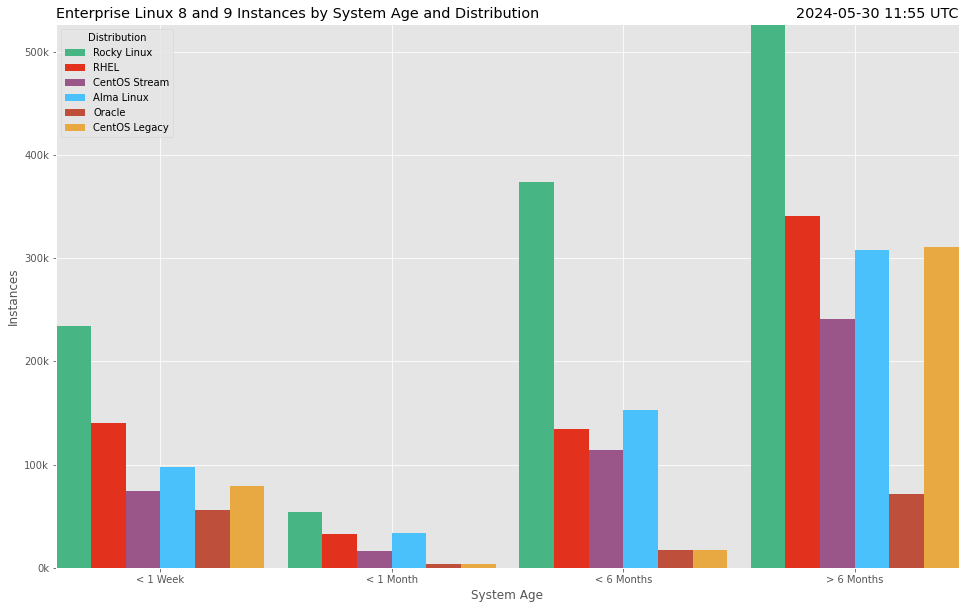 Enterprise Linux 8 and 9 Instances by System Age and Distribution
2024-05-30 11:55 UTC
Distribution
Rocky Linux
RHEL
CentOS Stream
Alma Linux
Oracle
CentOS Legacy
500k
400k
300k
200k
100k
0k
Instances
< 1 Week
< 1 Month
< 6 Months
> 6 Months
System Age